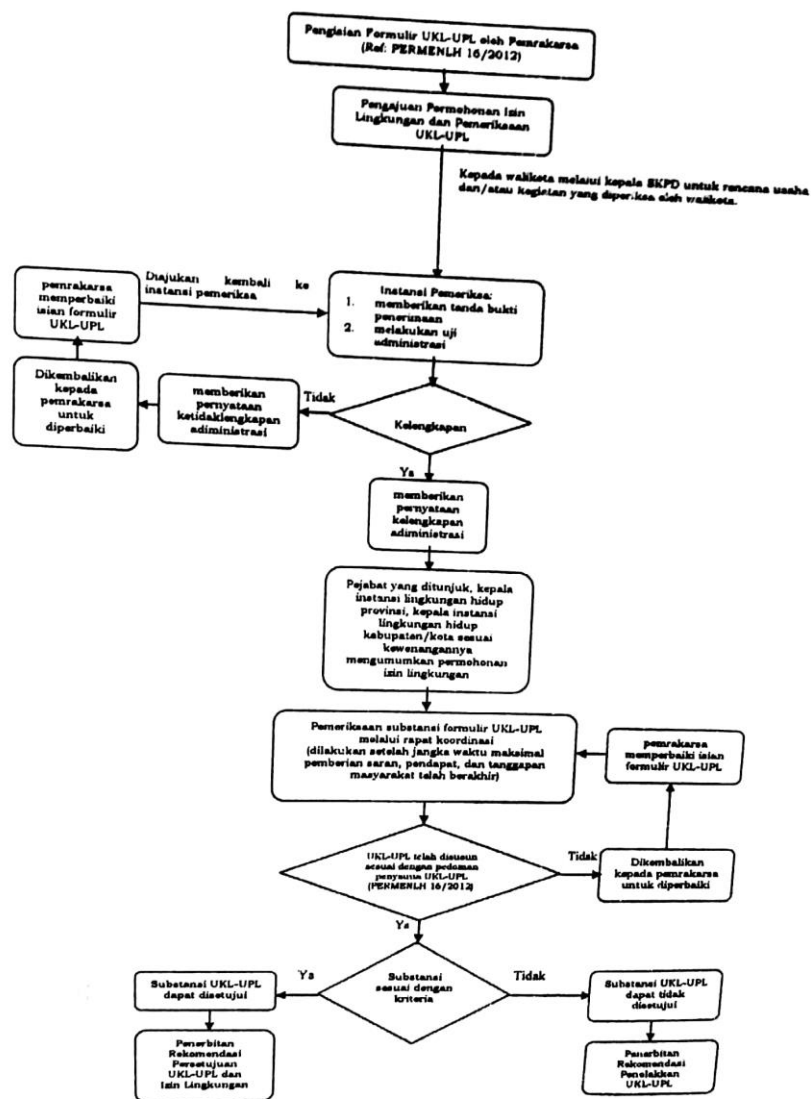 Pengisian Formulir UKL-UPL oleh Pemrakarsa
(Ref: PERMENLH 16/2012)
Pengajuan Permohonan Izin
Lingkungan dan Pemeriksaan
UKL-UPL
Kepada walikota melalui kepala SKPD untuk rencana usaha
dan/atau kegiatan yang diperiksa oleh walikota.
pemrakarsa
memperbaiki
isian formulir
UKL-UPL
Diajukan kembali ke
instansi pemeriksa
Instansi Pemeriksa:
1. memberikan tanda bukti
penerimaan
2. melakukan uji
administrasi
Dikembalikan
kepada
pemrakarsa
untuk
diperbaiki
memberikan
pernyataan
ketidaklengkapan
adiministrasi
Tidak
Kelengkapan
Ya
memberikan
pernyataan
kelengkapan
adiministrasi
Pejabat yang ditunjuk, kepala
instansi lingkungan hidup
provinsi, kepala instansi
lingkungan hidup
kabupaten/kota sesuai
kewenangannya
mengumumkan permohonan
izin lingkungan
Pemeriksaan substansi formulir UKL-UPL
melalui rapat koordinasi
(dilakukan setelah jangka waktu maksimal
pemberian saran, pendapat, dan tanggapan
masyarakat telah berakhir)
pemrakarsa
memperbaiki isian
formulir UKL-UPL
UKL-UPL telah disusun
sesuai dengan pedoman
penyusunan UKL-UPL
(PERMENLH 16/2012)
Tidak
Dikembalikan
kepada pemrakarsa
untuk diperbaiki
Ya
Substansi UKL-UPL
dapat disetujui
Ya
Substansi
sesuai dengan
kriteria
Tidak
Substansi UKL-UPL
dapat tidak
disetujui
Penerbitan
Rekomendasi
Persetujuan
UKL-UPL dan
Izin Lingkungan
Penerbitan
Rekomendasi
Penolakkan
UKL-UPL